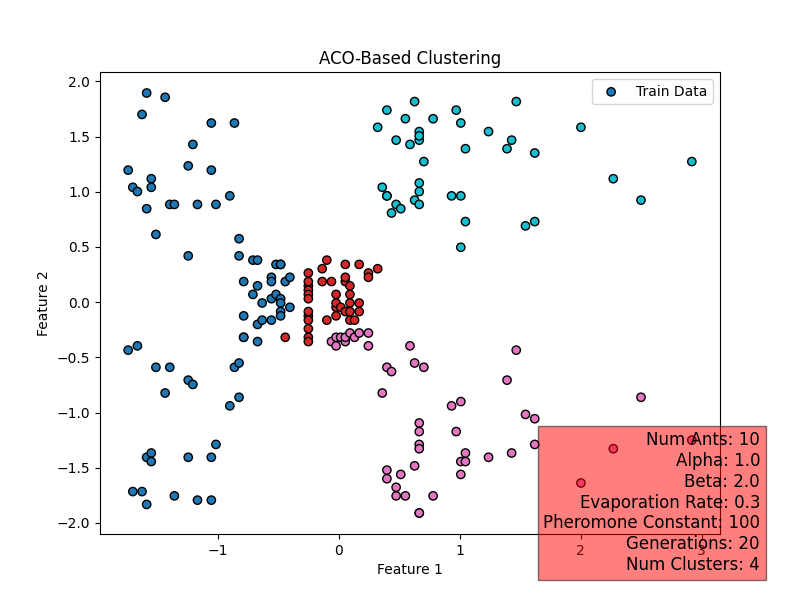 ACO-Based Clustering
Train Data
2.0
1.5
1.0
0.5
0.0
−0.5
−1.0
−1.5
−2.0
Feature 2
−1
0
1
2
3
Feature 1
Num Ants: 10
Alpha: 1.0
Beta: 2.0
Evaporation Rate: 0.3
Pheromone Constant: 100
Generations: 20
Num Clusters: 4